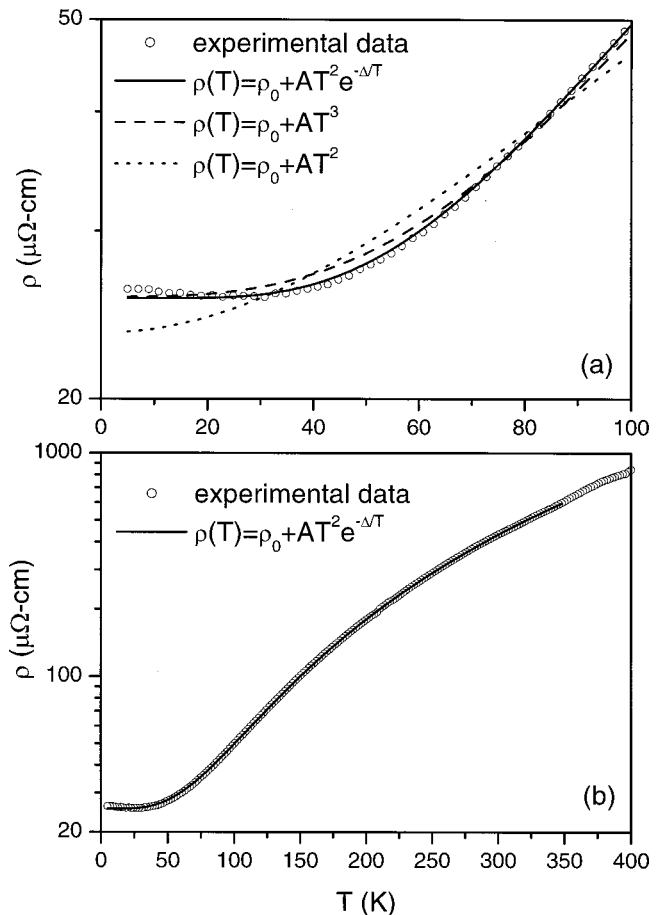 (a)
50
experimental data
ρ(T)=ρ₀+AT²e^-Δ/T
ρ(T)=ρ₀+AT³
ρ(T)=ρ₀+AT²
ρ (μΩ-cm)
20
0 20 40 60 80 100
1000
experimental data
ρ(T)=ρ₀+AT²e^-Δ/T
ρ (μΩ-cm)
100
(b)
20
0 50 100 150 200 250 300 350 400
T (K)